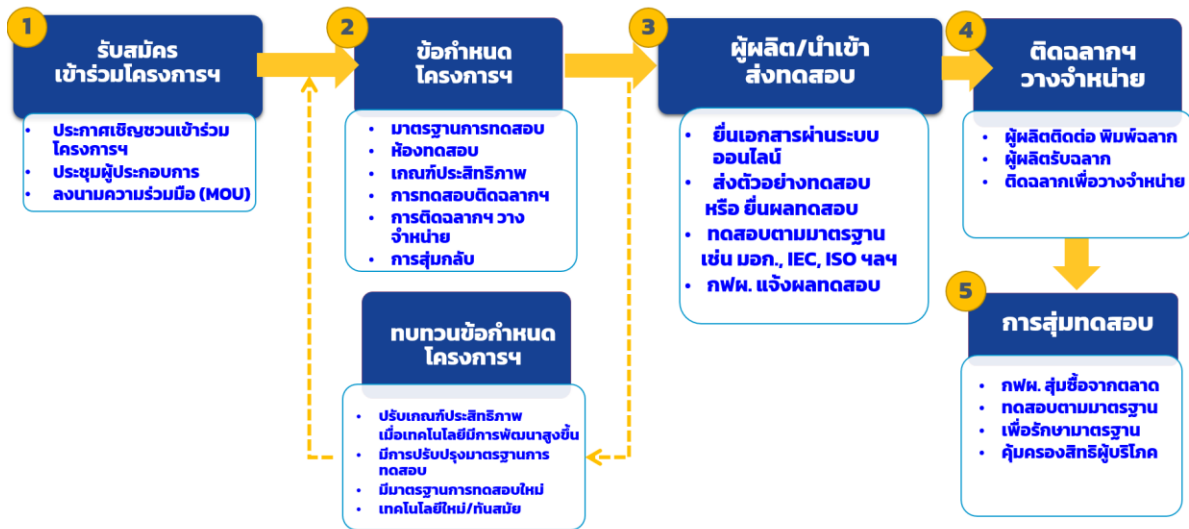 1
รับสมัคร
เข้าร่วมโครงการฯ
• ประกาศเชิญชวนเข้าร่วม
โครงการฯ
• ประชุมผู้ประกอบการ
• ลงนามความร่วมมือ (MOU)
2
ข้อกำหนด
โครงการฯ
• มาตรฐานการทดสอบ
• ห้องทดสอบ
• เกณฑ์ประสิทธิภาพ
• การทดสอบติดฉลากฯ
• การติดฉลากฯ วาง
จำหน่าย
• การสุ่มกลับ
ทบทวนข้อกำหนด
โครงการฯ
• ปรับเกณฑ์ประสิทธิภาพ
เมื่อเทคโนโลยีมีการพัฒนาสูงขึ้น
• มีการปรับปรุงมาตรฐานการ
ทดสอบ
• มีมาตรฐานการทดสอบใหม่
• เทคโนโลยีใหม่/ทันสมัย
3
ผู้ผลิต/นำเข้า
ส่งทดสอบ
• ยื่นเอกสารผ่านระบบ
ออนไลน์
• ส่งตัวอย่างทดสอบ
หรือ ยื่นผลทดสอบ
• ทดสอบตามมาตรฐาน
เช่น มอก., IEC, ISO ฯลฯ
• กฟผ. แจ้งผลทดสอบ
4
ติดฉลากฯ
วางจำหน่าย
• ผู้ผลิตติดต่อ พิมพ์ฉลาก
• ผู้ผลิตรับฉลาก
• ติดฉลากเพื่อวางจำหน่าย
5
การสุ่มทดสอบ
• กฟผ. สุ่มซื้อจากตลาด
• ทดสอบตามมาตรฐาน
• เพื่อรักษามาตรฐาน
• คุ้มครองสิทธิผู้บริโภค